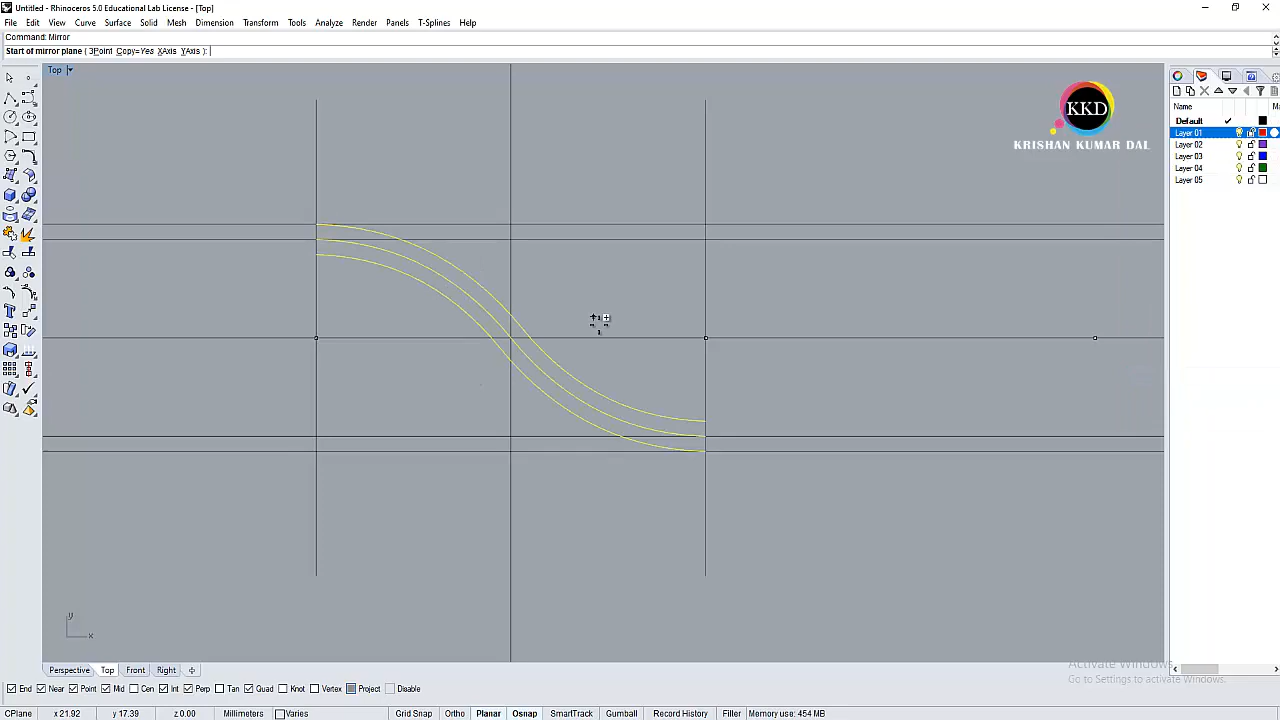 Untitled - Rhinoceros 5.0 Educational Lab License - [Top]
File Edit View Curve Surface Solid Mesh Dimension Transform Tools Analyze Render Panels T-Splines Help
Command: Mirror
Start of mirror plane ( 3Point Copy=Yes XAxis YAxis ):
Top
KKD
KRISHAN KUMAR DAL
Name
Default
Layer 01
Layer 02
Layer 03
Layer 04
Layer 05
y
x
Activate Windows
Go to Settings to activate Windows.
Perspective Top Front Right
End Near Point Mid Cen Int Perp Tan Quad Knot Vertex Project Disable
CPlane x 21.92 y 17.39 z 0.00 Millimeters Varies Grid Snap Ortho Planar Osnap SmartTrack Gumball Record History Filter Memory use: 454 MB